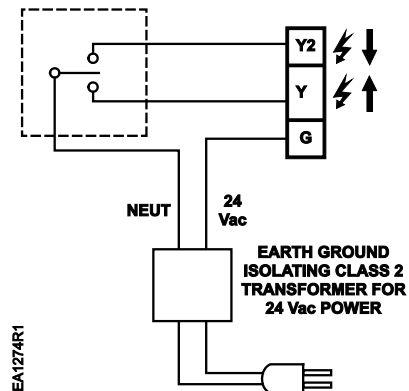 Y2
Y
G
NEUT
24
Vac
EARTH GROUND
ISOLATING CLASS 2
TRANSFORMER FOR
24 Vac POWER
EA1274R1